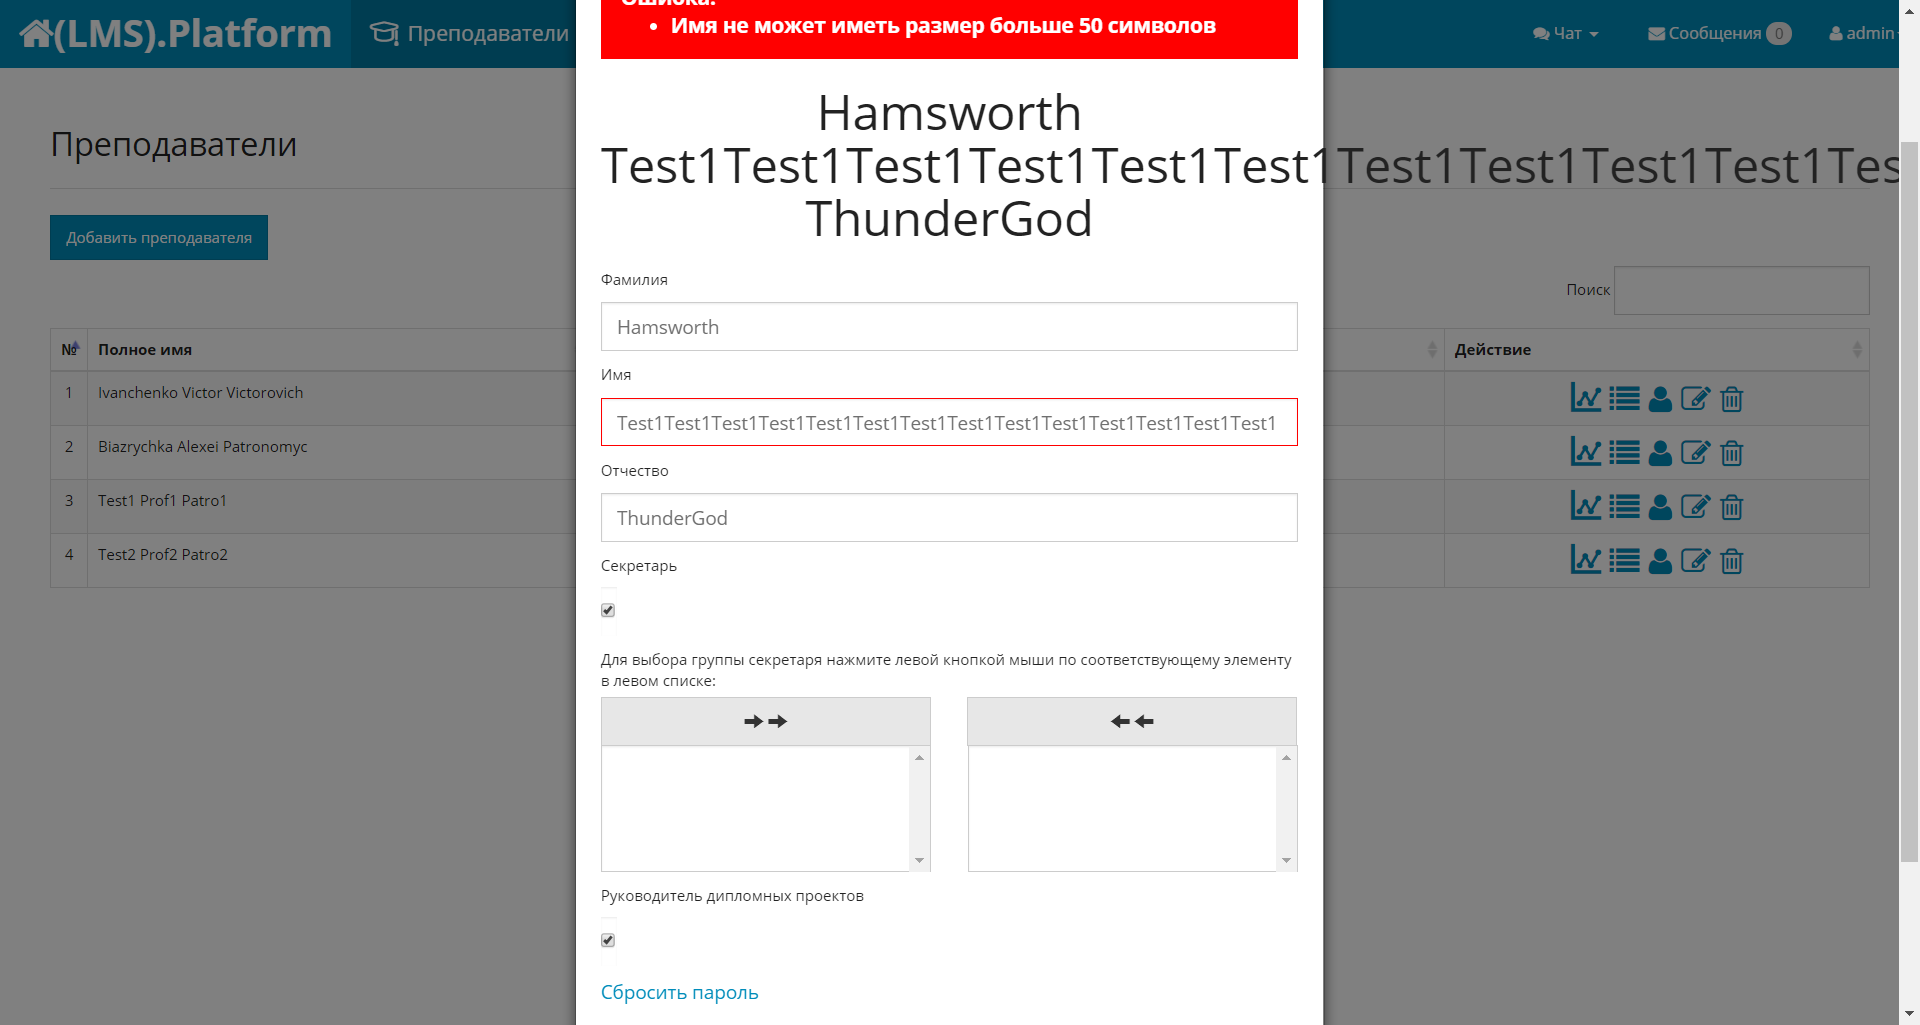 (LMS).Platform
Преподаватели
Чат
Сообщения 0
admin
Ошибка:
Имя не может иметь размер больше 50 символов
Hamsworth
Test1Test1Test1Test1Test1Test1Test1Test1Test1Test1Tes
ThunderGod
Преподаватели
Добавить преподавателя
Поиск
№ Полное имя Действие
1 Ivanchenko Victor Victorovich
2 Biazrychka Alexei Patronomyc
3 Test1 Prof1 Patro1
4 Test2 Prof2 Patro2
Фамилия
Hamsworth
Имя
Test1Test1Test1Test1Test1Test1Test1Test1Test1Test1Test1Test1Test1Test1
Отчество
ThunderGod
Секретарь
Для выбора группы секретаря нажмите левой кнопкой мыши по соответствующему элементу
в левом списке:
Руководитель дипломных проектов
Сбросить пароль